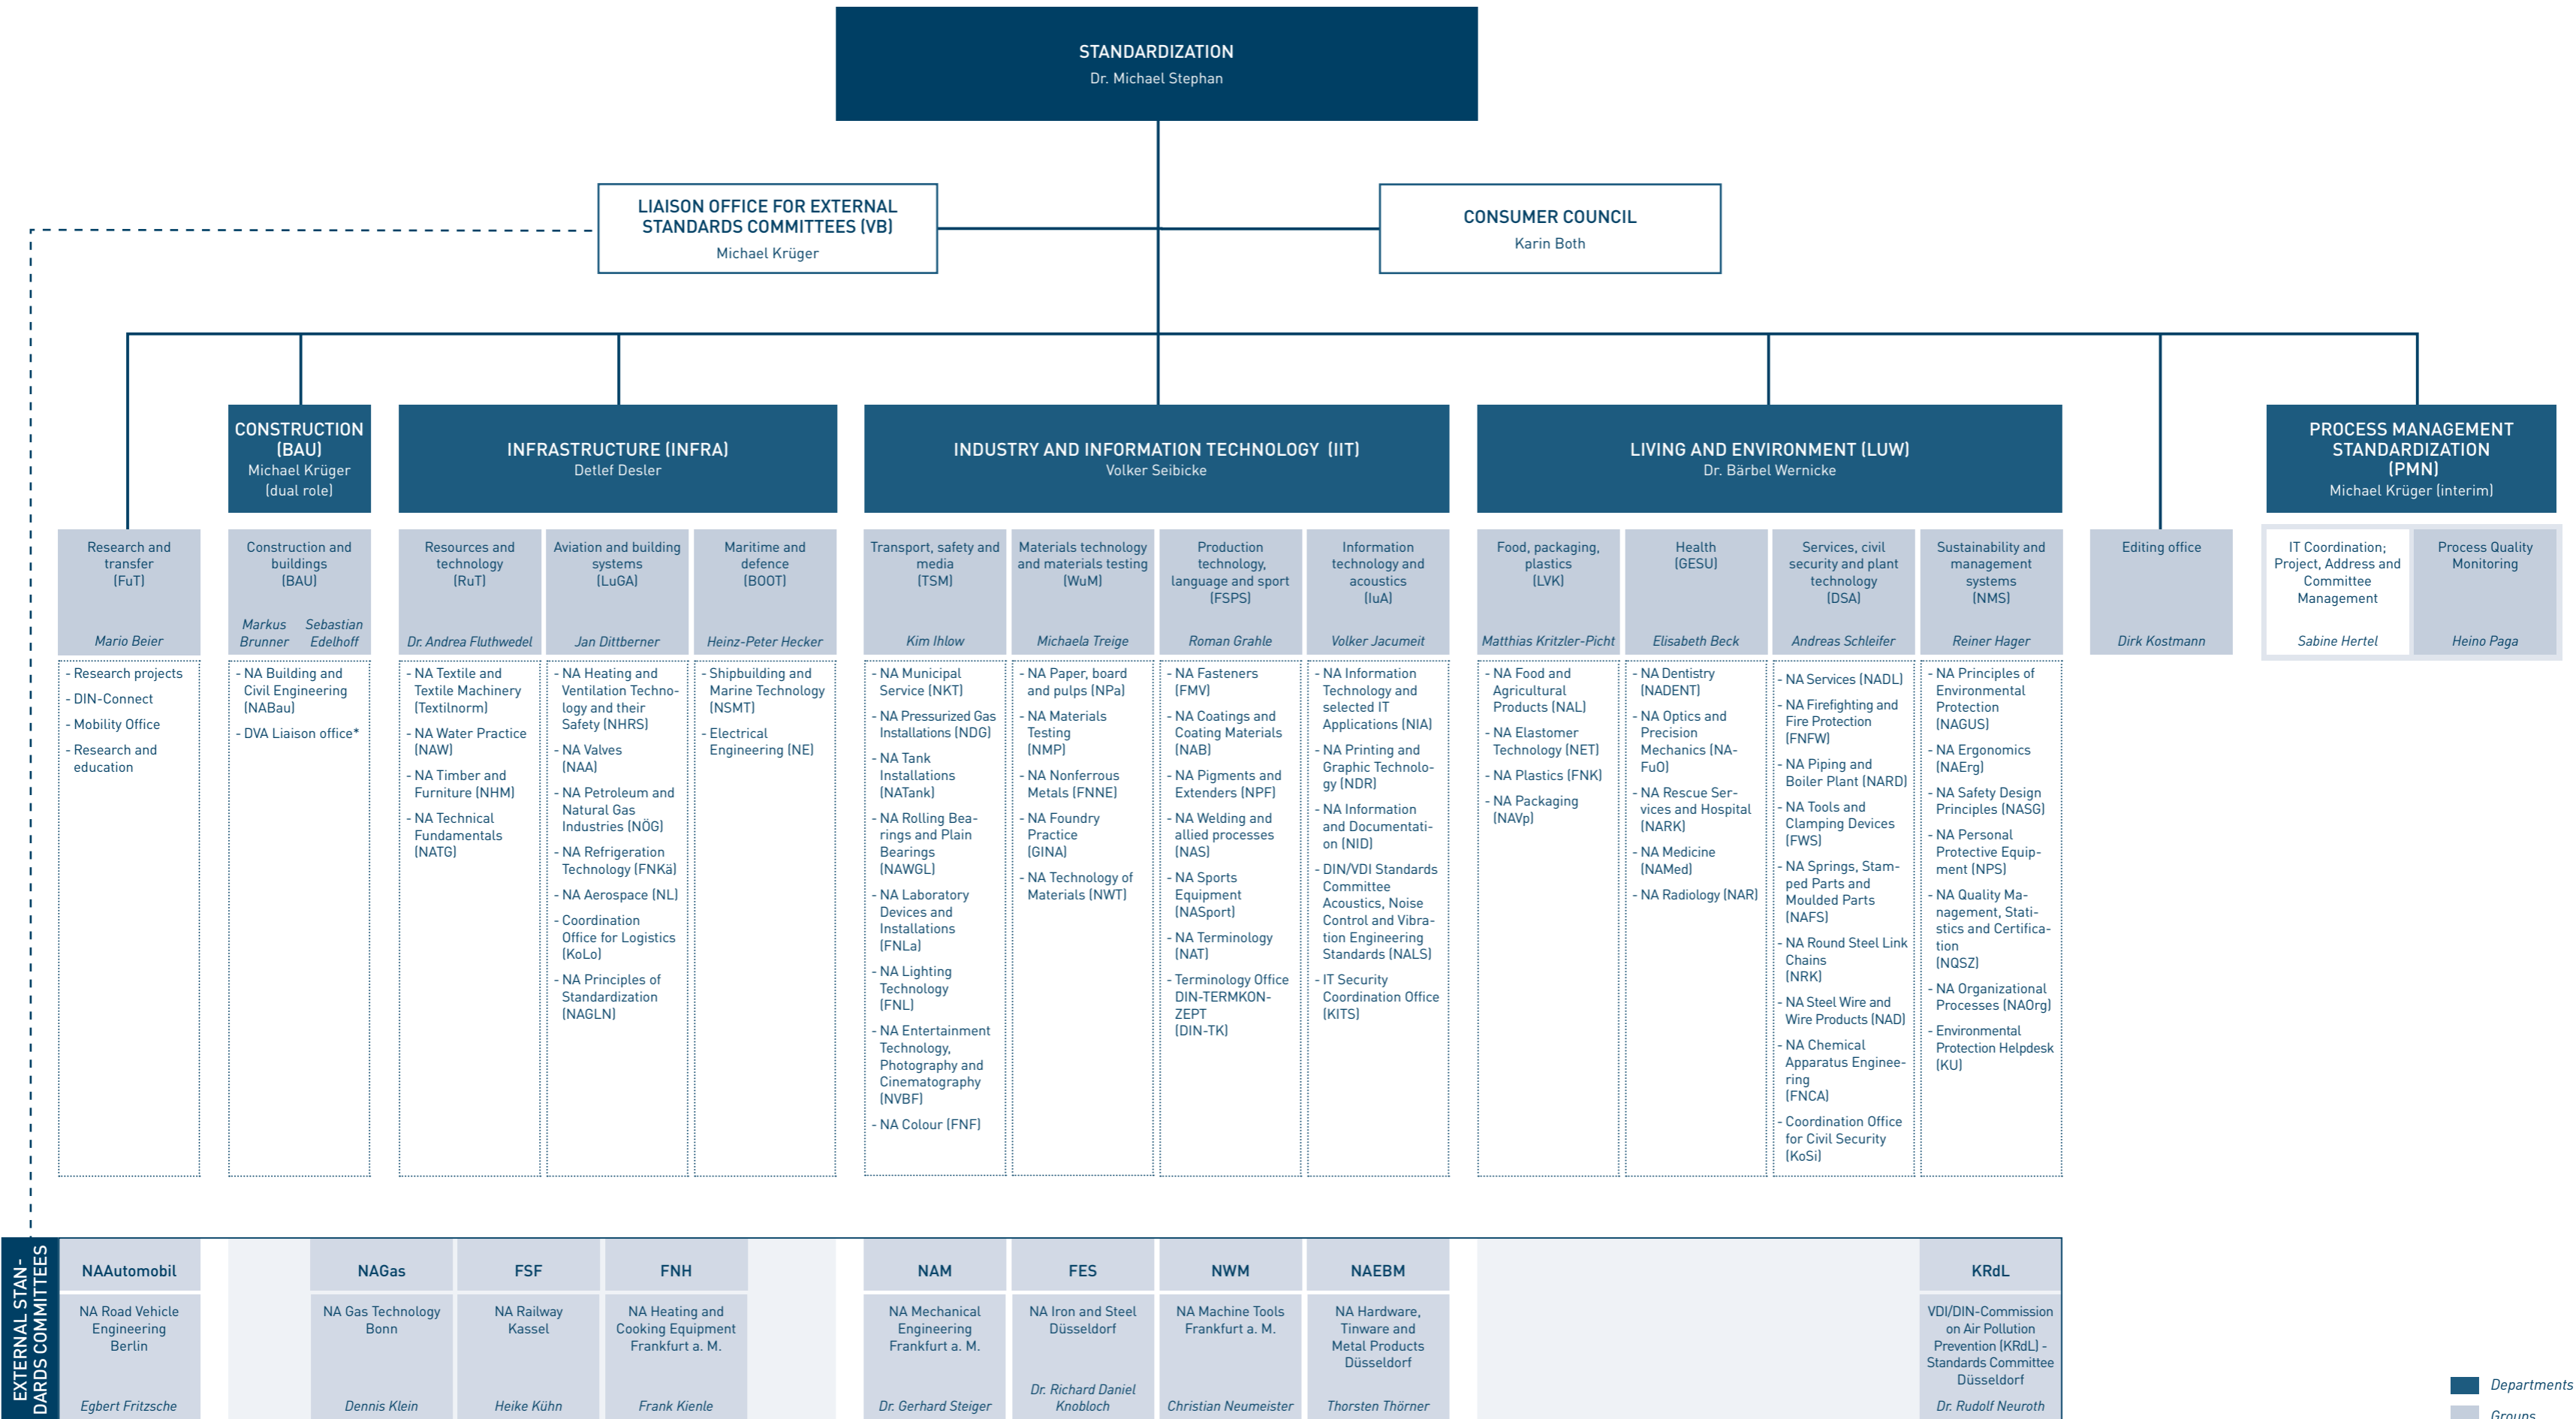 STANDARDIZATION
Dr. Michael Stephan
LIAISON OFFICE FOR EXTERNAL
STANDARDS COMMITTEES (VB)
Michael Krüger
CONSUMER COUNCIL
Karin Both
CONSTRUCTION
(BAU)
Michael Krüger
(dual role)
INFRASTRUCTURE (INFRA)
Detlef Desler
INDUSTRY AND INFORMATION TECHNOLOGY (IIT)
Volker Seibicke
LIVING AND ENVIRONMENT (LUW)
Dr. Bärbel Wernicke
PROCESS MANAGEMENT
STANDARDIZATION
(PMN)
Michael Krüger (interim)
Research and
transfer
(FuT)
Mario Beier
- Research projects
- DIN-Connect
- Mobility Office
- Research and
education
Construction and
buildings
(BAU)
Markus
Brunner
Sebastian
Edelhoff
- NA Building and
Civil Engineering
(NABau)
- DVA Liaison office*
Resources and
technology
(RuT)
Dr. Andrea Fluthwedel
- NA Textile and
Textile Machinery
(Textilnorm)
- NA Water Practice
(NAW)
- NA Timber and
Furniture (NHM)
- NA Technical
Fundamentals
(NATG)
Aviation and building
systems
(LuGA)
Jan Dittberner
- NA Heating and
Ventilation Techno-
logy and their
Safety (NHRS)
- NA Valves
(NAA)
- NA Petroleum and
Natural Gas
Industries (NÖG)
- NA Refrigeration
Technology (FNKä)
- NA Aerospace (NL)
- Coordination
Office for Logistics
(KoLo)
- NA Principles of
Standardization
(NAGLN)
Maritime and
defence
(BOOT)
Heinz-Peter Hecker
- Shipbuilding and
Marine Technology
(NSMT)
- Electrical
Engineering (NE)
Transport, safety and
media
(TSM)
Kim Ihlow
- NA Municipal
Service (NKT)
- NA Pressurized Gas
Installations (NDG)
- NA Tank
Installations
(NATank)
- NA Rolling Bea-
rings and Plain
Bearings
(NAWGL)
- NA Laboratory
Devices and
Installations
(FNLa)
- NA Lighting
Technology
(FNL)
- NA Entertainment
Technology,
Photography and
Cinematography
(NVBF)
- NA Colour (FNF)
Materials technology
and materials testing
(WuM)
Michaela Treige
- NA Paper, board
and pulps (NPa)
- NA Materials
Testing
(NMP)
- NA Nonferrous
Metals (FNNE)
- NA Foundry
Practice
(GINA)
- NA Technology of
Materials (NWT)
Production
technology,
language and sport
(FSPS)
Roman Grahle
- NA Fasteners
(FMV)
- NA Coatings and
Coating Materials
(NAB)
- NA Pigments and
Extenders (NPF)
- NA Welding and
allied processes
(NAS)
- NA Sports
Equipment
(NASport)
- NA Terminology
(NAT)
- Terminology Office
DIN-TERMKON-
ZEPT
(DIN-TK)
Information
technology and
acoustics
(IuA)
Volker Jacumeit
- NA Information
Technology and
selected IT
Applications (NIA)
- NA Printing and
Graphic Technolo-
gy (NDR)
- NA Information
and Documentati-
on (NID)
- DIN/VDI Standards
Committee
Acoustics, Noise
Control and Vibra-
tion Engineering
Standards (NALS)
- IT Security
Coordination Office
(KITS)
Food, packaging,
plastics
(LVK)
Matthias Kritzler-Picht
- NA Food and
Agricultural
Products (NAL)
- NA Elastomer
Technology (NET)
- NA Plastics (FNK)
- NA Packaging
(NAVp)
Health
(GESU)
Elisabeth Beck
- NA Dentistry
(NADENT)
- NA Optics and
Precision
Mechanics (NA-
FuO)
- NA Rescue Ser-
vices and Hospital
(NARK)
- NA Medicine
(NAMed)
- NA Radiology (NAR)
Services, civil
security and plant
technology
(DSA)
Andreas Schleifer
- NA Services (NADL)
- NA Firefighting and
Fire Protection
(FNFW)
- NA Piping and
Boiler Plant (NARD)
- NA Tools and
Clamping Devices
(FWS)
- NA Springs, Stam-
ped Parts and
Moulded Parts
(NAFS)
- NA Round Steel Link
Chains
(NRK)
- NA Steel Wire and
Wire Products (NAD)
- NA Chemical
Apparatus Enginee-
ring
(FNCA)
- Coordination Office
for Civil Security
(KoSi)
Sustainability and
management
systems
(NMS)
Reiner Hager
- NA Principles of
Environmental
Protection
(NAGUS)
- NA Ergonomics
(NAErg)
- NA Safety Design
Principles (NASG)
- NA Personal
Protective Equip-
ment (NPS)
- NA Quality Ma-
nagement, Stati-
stics and Certifica-
tion
(NQSZ)
- NA Organizational
Processes (NAOrg)
- Environmental
Protection Helpdesk
(KU)
Editing office
Dirk Kostmann
IT Coordination;
Project, Address and
Committee
Management
Sabine Hertel
Process Quality
Monitoring
Heino Paga
EXTERNAL STAN-
DARDS COMMITTEES
NAAutomobil
NA Road Vehicle
Engineering
Berlin
Egbert Fritzsche
NAGas
NA Gas Technology
Bonn
Dennis Klein
FSF
NA Railway
Kassel
Heike Kühn
FNH
NA Heating and
Cooking Equipment
Frankfurt a. M.
Frank Kienle
NAM
NA Mechanical
Engineering
Frankfurt a. M.
Dr. Gerhard Steiger
FES
NA Iron and Steel
Düsseldorf
Dr. Richard Daniel
Knobloch
NWM
NA Machine Tools
Frankfurt a. M.
Christian Neumeister
NAEBM
NA Hardware,
Tinware and
Metal Products
Düsseldorf
Thorsten Thörner
KRdL
VDI/DIN-Commission
on Air Pollution
Prevention (KRdL) -
Standards Committee
Düsseldorf
Dr. Rudolf Neuroth
Departments
Groups